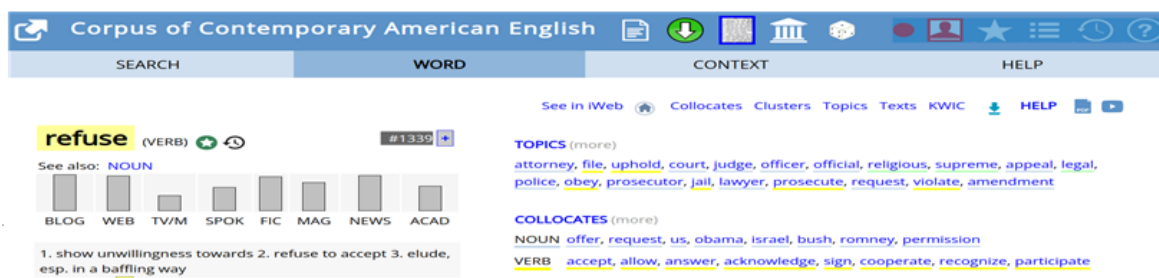 Corpus of Contemporary American English
SEARCH WORD CONTEXT HELP
See in iWeb Collocates Clusters Topics Texts KWIC HELP PDF
refuse (VERB) #1339 +
See also: NOUN
BLOG WEB TV/M SPOK FIC MAG NEWS ACAD
1. show unwillingness towards 2. refuse to accept 3. elude,
esp. in a baffling way
TOPICS (more)
attorney, file, uphold, court, judge, officer, official, religious, supreme, appeal, legal,
police, obey, prosecutor, jail, lawyer, prosecute, request, violate, amendment
COLLOCATES (more)
NOUN offer, request, us, obama, israel, bush, romney, permission
VERB accept, allow, answer, acknowledge, sign, cooperate, recognize, participate